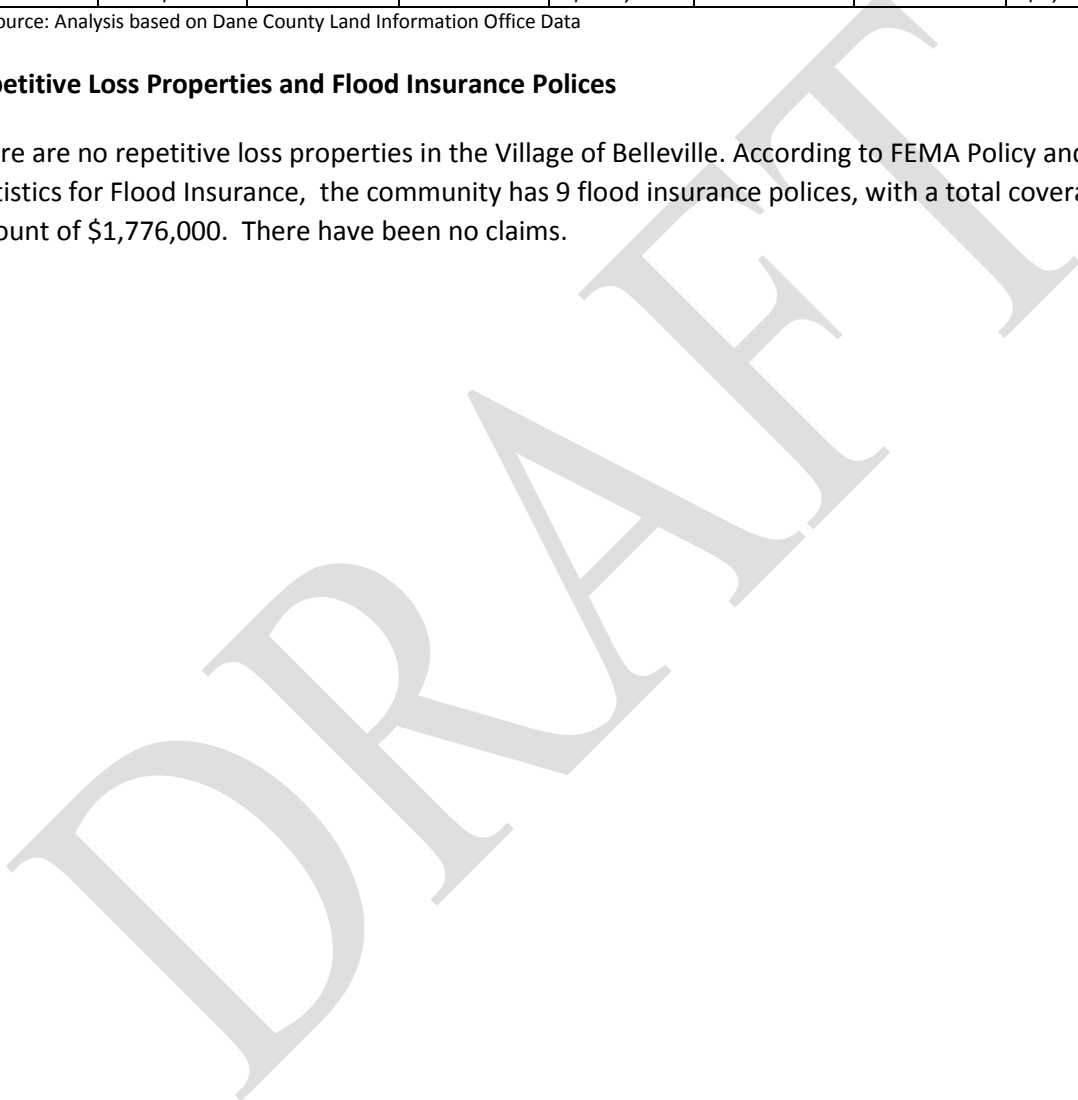 ource: Analysis based on Dane County Land Information Office Data
petitive Loss Properties and Flood Insurance Polices
re are no repetitive loss properties in the Village of Belleville. According to FEMA Policy and
tistics for Flood Insurance,  the community has 9 flood insurance polices, with a total covera
ount of $1,776,000.  There have been no claims.
DRAFT